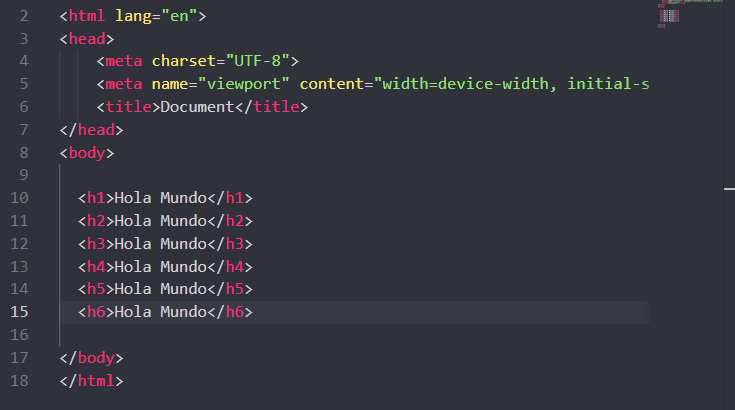 2 <html lang="en">
3 <head>
4 <meta charset="UTF-8">
5 <meta name="viewport" content="width=device-width, initial-s
6 <title>Document</title>
7 </head>
8 <body>
9
10 <h1>Hola Mundo</h1>
11 <h2>Hola Mundo</h2>
12 <h3>Hola Mundo</h3>
13 <h4>Hola Mundo</h4>
14 <h5>Hola Mundo</h5>
15 <h6>Hola Mundo</h6>
16
17 </body>
18 </html>